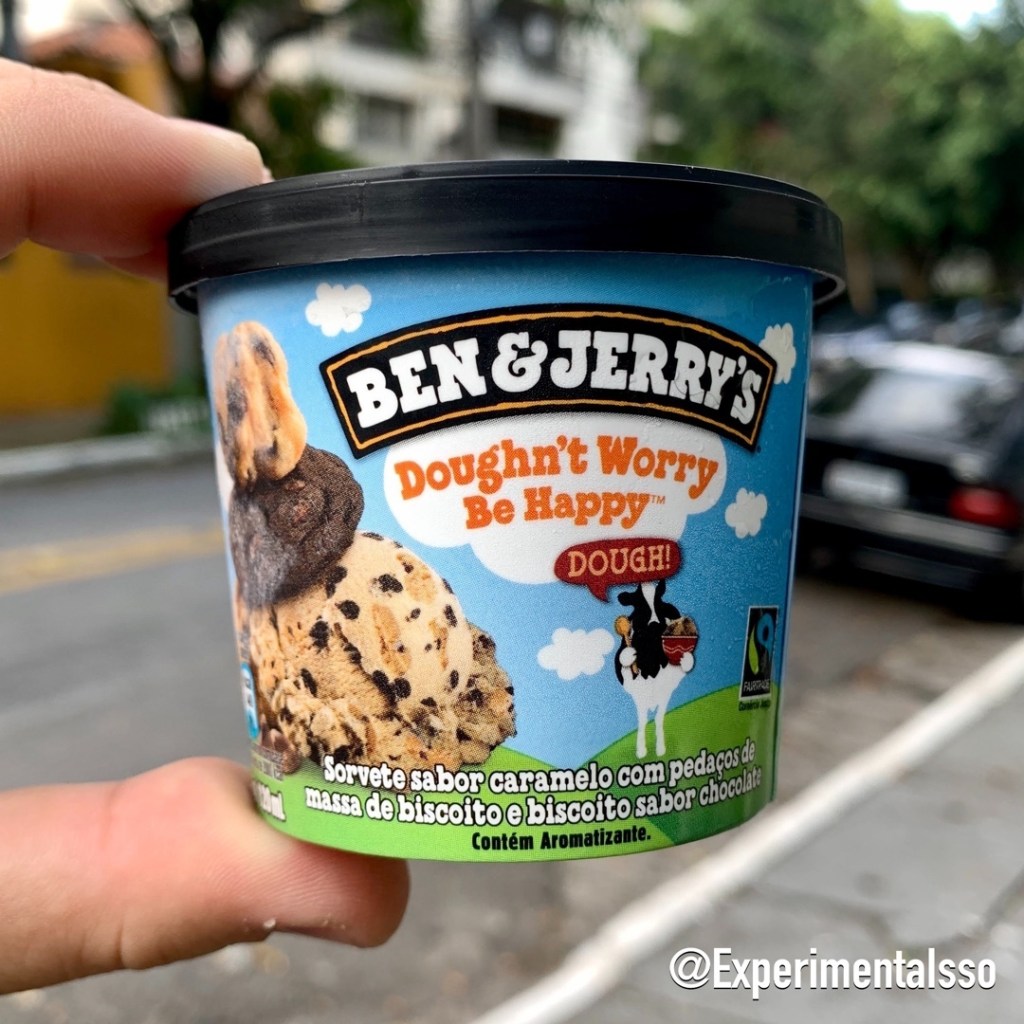 BEN & JERRY'S
Doughn't Worry
Be Happy™
DOUGH!
FAIRTRADE
Sorvete sabor caramelo com pedaços de
massa de biscoito e biscoito sabor chocolate
Contém Aromatizante.
@Experimentalsso